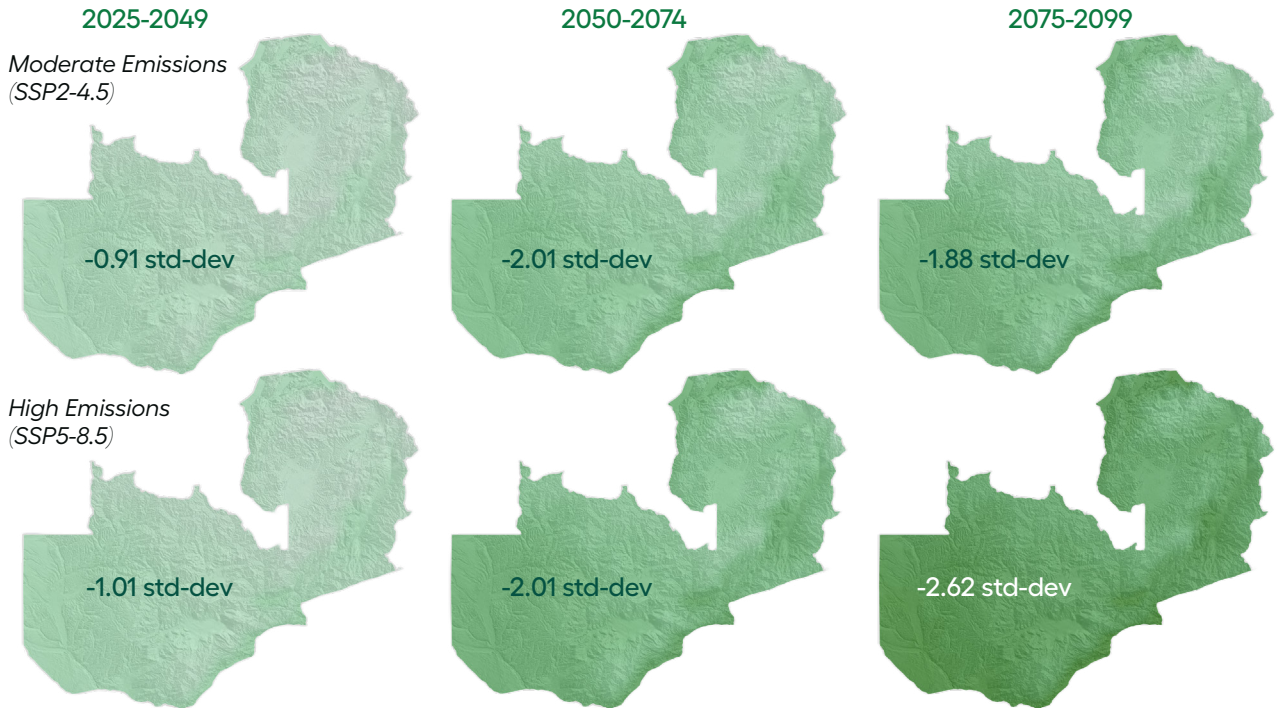 2025-2049
2050-2074
2075-2099
Moderate Emissions
(SSP2-4.5)
-0.91 std-dev
-2.01 std-dev
-1.88 std-dev
High Emissions
(SSP5-8.5)
-1.01 std-dev
-2.01 std-dev
-2.62 std-dev